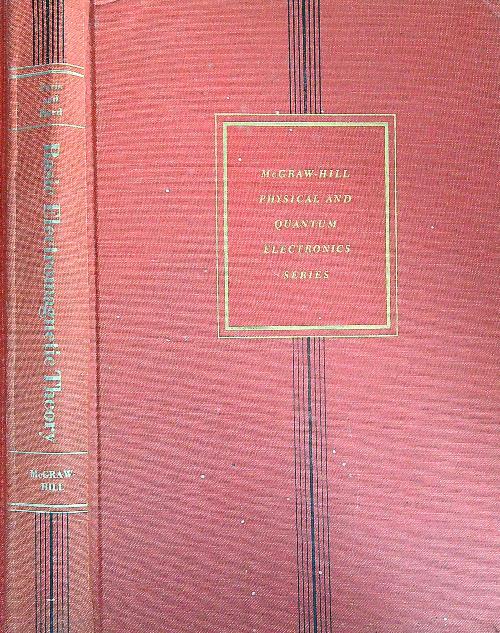 Basic Electromagnetic Theory
McGRAW-
HILL
McGRAW-HILL
PHYSICAL AND
QUANTUM
ELECTRONICS
SERIES